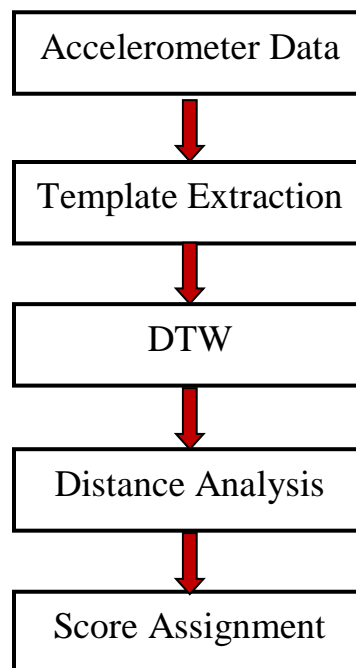 Accelerometer Data
Template Extraction
DTW
Distance Analysis
Score Assignment